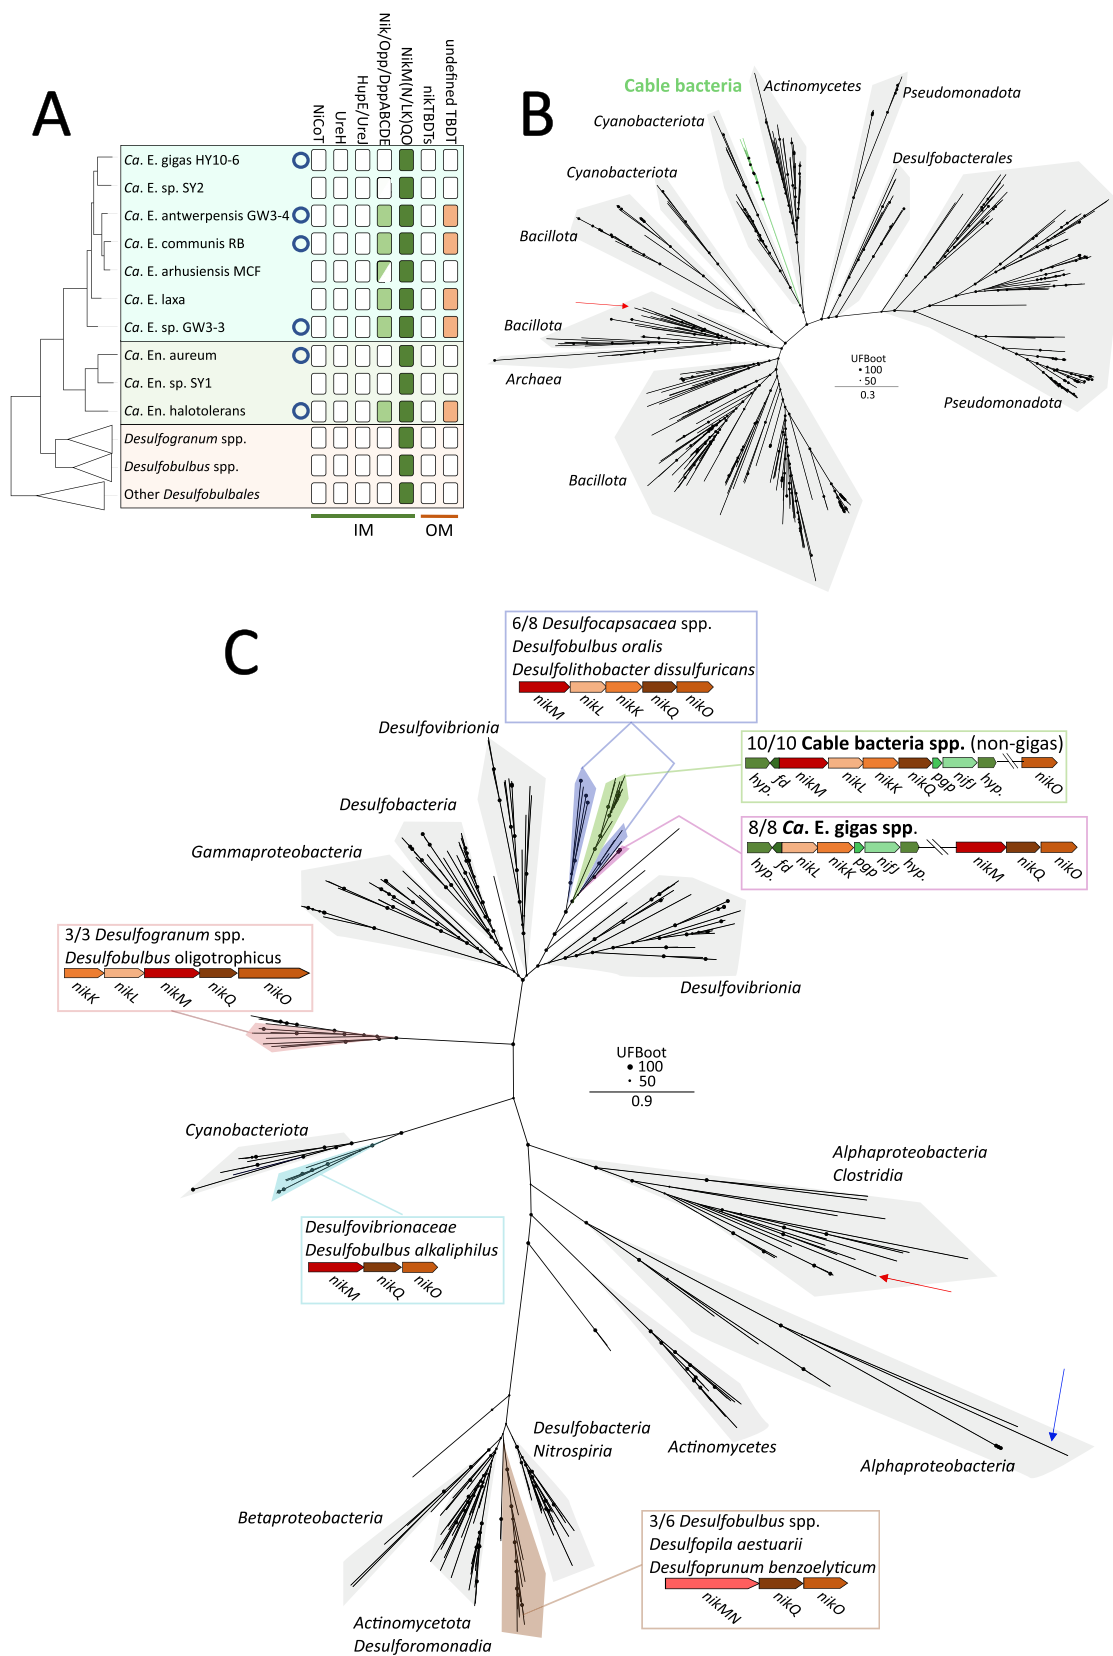 A
NiCoT
UreH
HupE/UreJ
Nik/Opp/DppABCDE
NikM(N/LK)QO
nikTBDTs
undefined TBDT
Ca. E. gigas HY10-6
Ca. E. sp. SY2
Ca. E. antwerpensis GW3-4
Ca. E. communis RB
Ca. E. arhusiensis MCF
Ca. E. laxa
Ca. E. sp. GW3-3
Ca. En. aureum
Ca. En. sp. SY1
Ca. En. halotolerans
Desulfogranum spp.
Desulfobulbus spp.
Other Desulfobulbales
IM
OM
B
Cable bacteria
Actinomycetes
Pseudomonadota
Cyanobacteriota
Desulfobacterales
Cyanobacteriota
Bacillota
Bacillota
Archaea
UFBoot
100
50
0.3
Pseudomonadota
Bacillota
C
6/8 Desulfocapsacaea spp.
Desulfobulbus oralis
Desulfolithobacter dissulfuricans
nikM
nikL
nikK
nikQ
nikO
Desulfovibrionia
10/10 Cable bacteria spp. (non-gigas)
hyp.
fd
nikM
nikL
nikK
nikQ
pgp
nifJ
hyp.
nikO
Desulfobacteria
8/8 Ca. E. gigas spp.
hyp.
fd
nikL
nikK
pgp
nifJ
hyp.
nikM
nikQ
nikO
Gammaproteobacteria
3/3 Desulfogranum spp.
Desulfobulbus oligotrophicus
nikK
nikL
nikM
nikQ
nikO
Desulfovibrionia
UFBoot
100
50
0.9
Cyanobacteriota
Alphaproteobacteria
Clostridia
Desulfovibrionaceae
Desulfobulbus alkaliphilus
nikM
nikQ
nikO
Desulfobacteria
Nitrospiria
Actinomycetes
Alphaproteobacteria
Betaproteobacteria
3/6 Desulfobulbus spp.
Desulfopila aestuarii
Desulfoprunum benzoelyticum
nikMN
nikQ
nikO
Actinomycetota
Desulforomonadia